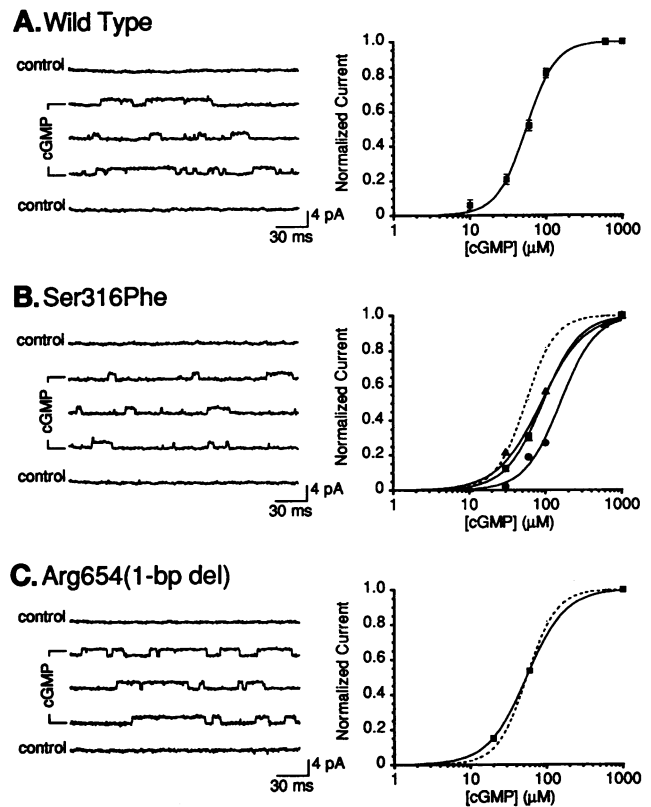 A. Wild Type
control
cGMP
control
4 pA
30 ms
Normalized Current
1.0
0.8
0.6
0.4
0.2
0
1
10
100
1000
[cGMP] (μM)
B. Ser316Phe
control
cGMP
control
4 pA
30 ms
Normalized Current
1.0
0.8
0.6
0.4
0.2
0
1
10
100
1000
[cGMP] (μM)
C. Arg654(1-bp del)
control
cGMP
control
4 pA
30 ms
Normalized Current
1.0
0.8
0.6
0.4
0.2
0
1
10
100
1000
[cGMP] (μM)